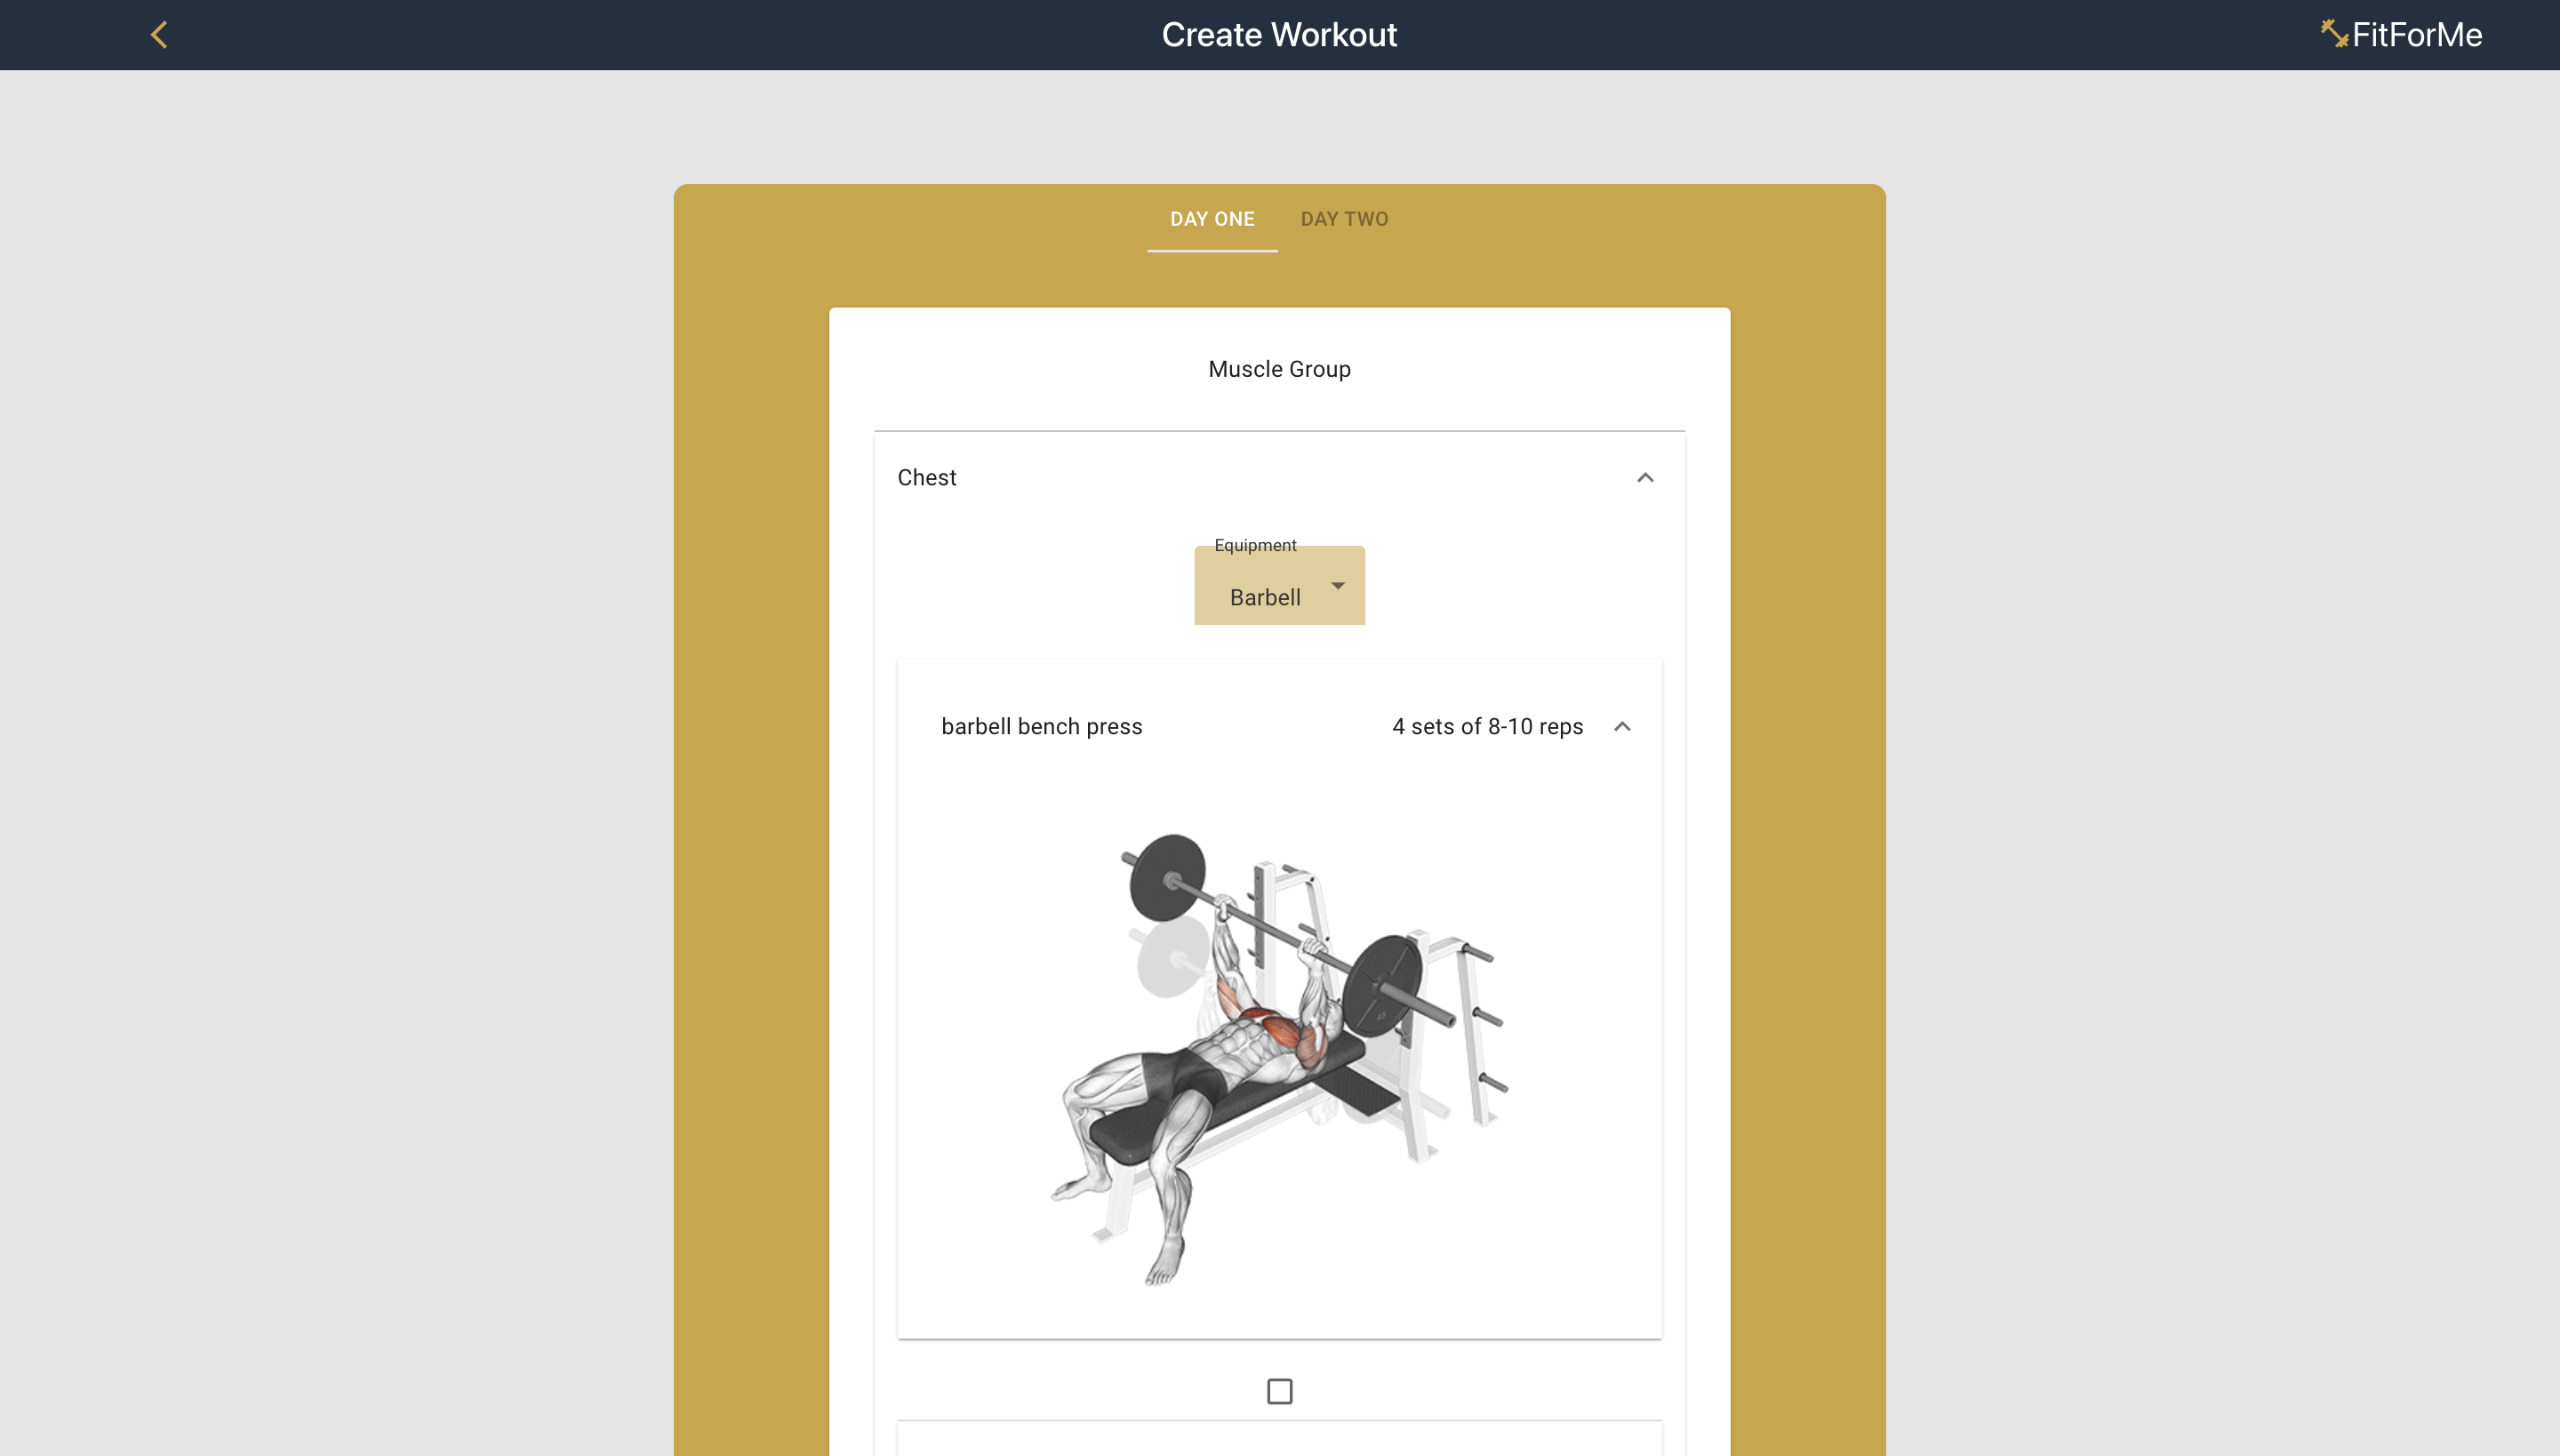 Create Workout
FitForMe
DAY ONE
DAY TWO
Muscle Group
Chest
Equipment
Barbell
barbell bench press
4 sets of 8-10 reps